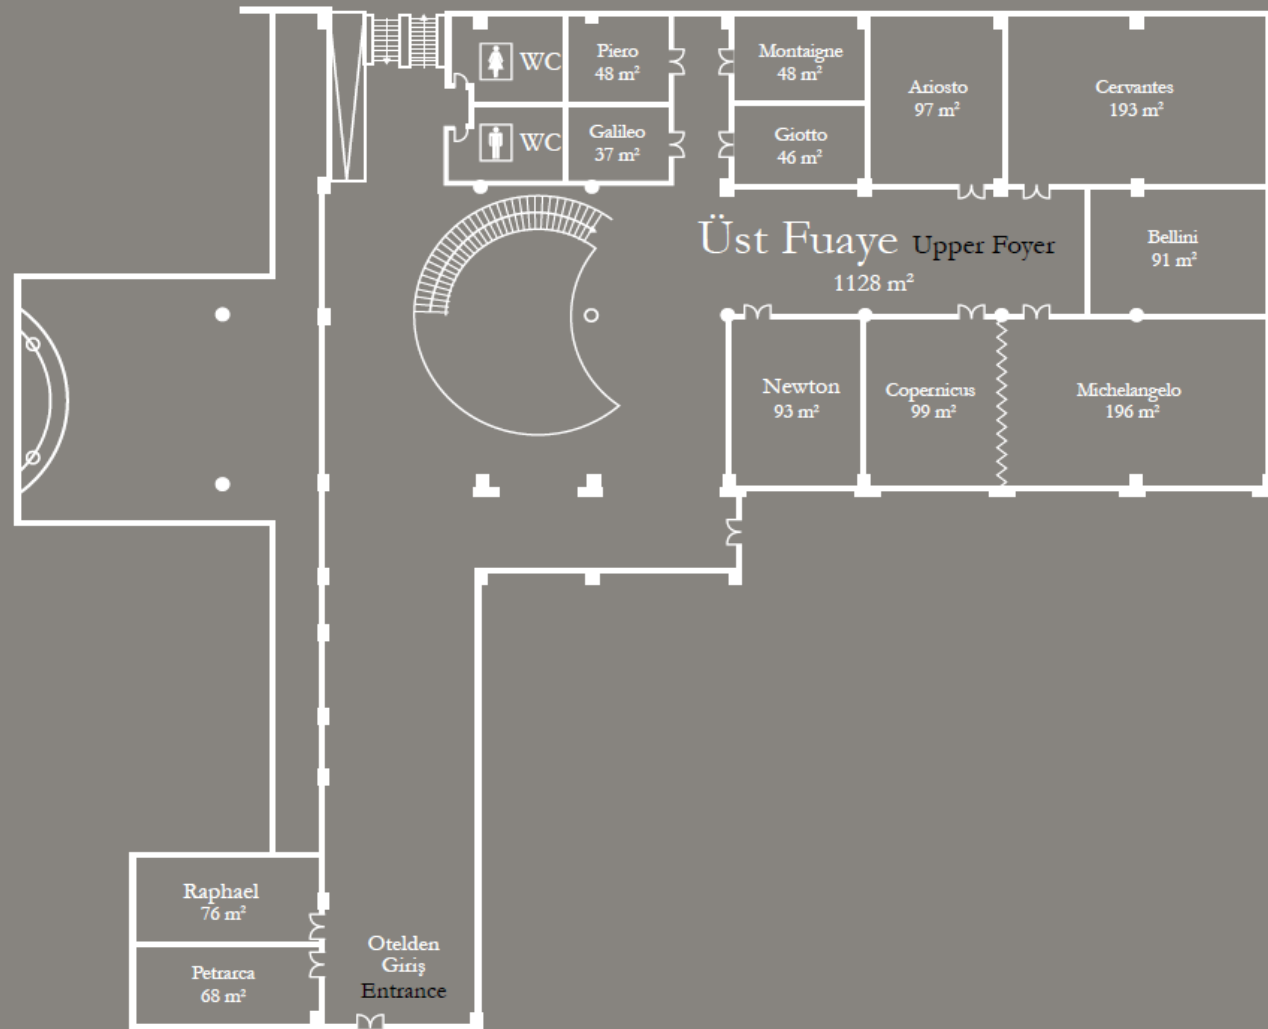 WC
Piero
48 m²
Montaigne
48 m²
Ariosto
97 m²
Cervantes
193 m²
WC
Galileo
37 m²
Giotto
46 m²
Üst Fuaye Upper Foyer
1128 m²
Bellini
91 m²
Newton
93 m²
Copernicus
99 m²
Michelangelo
196 m²
Raphael
76 m²
Petrarca
68 m²
Otelden
Giriş
Entrance